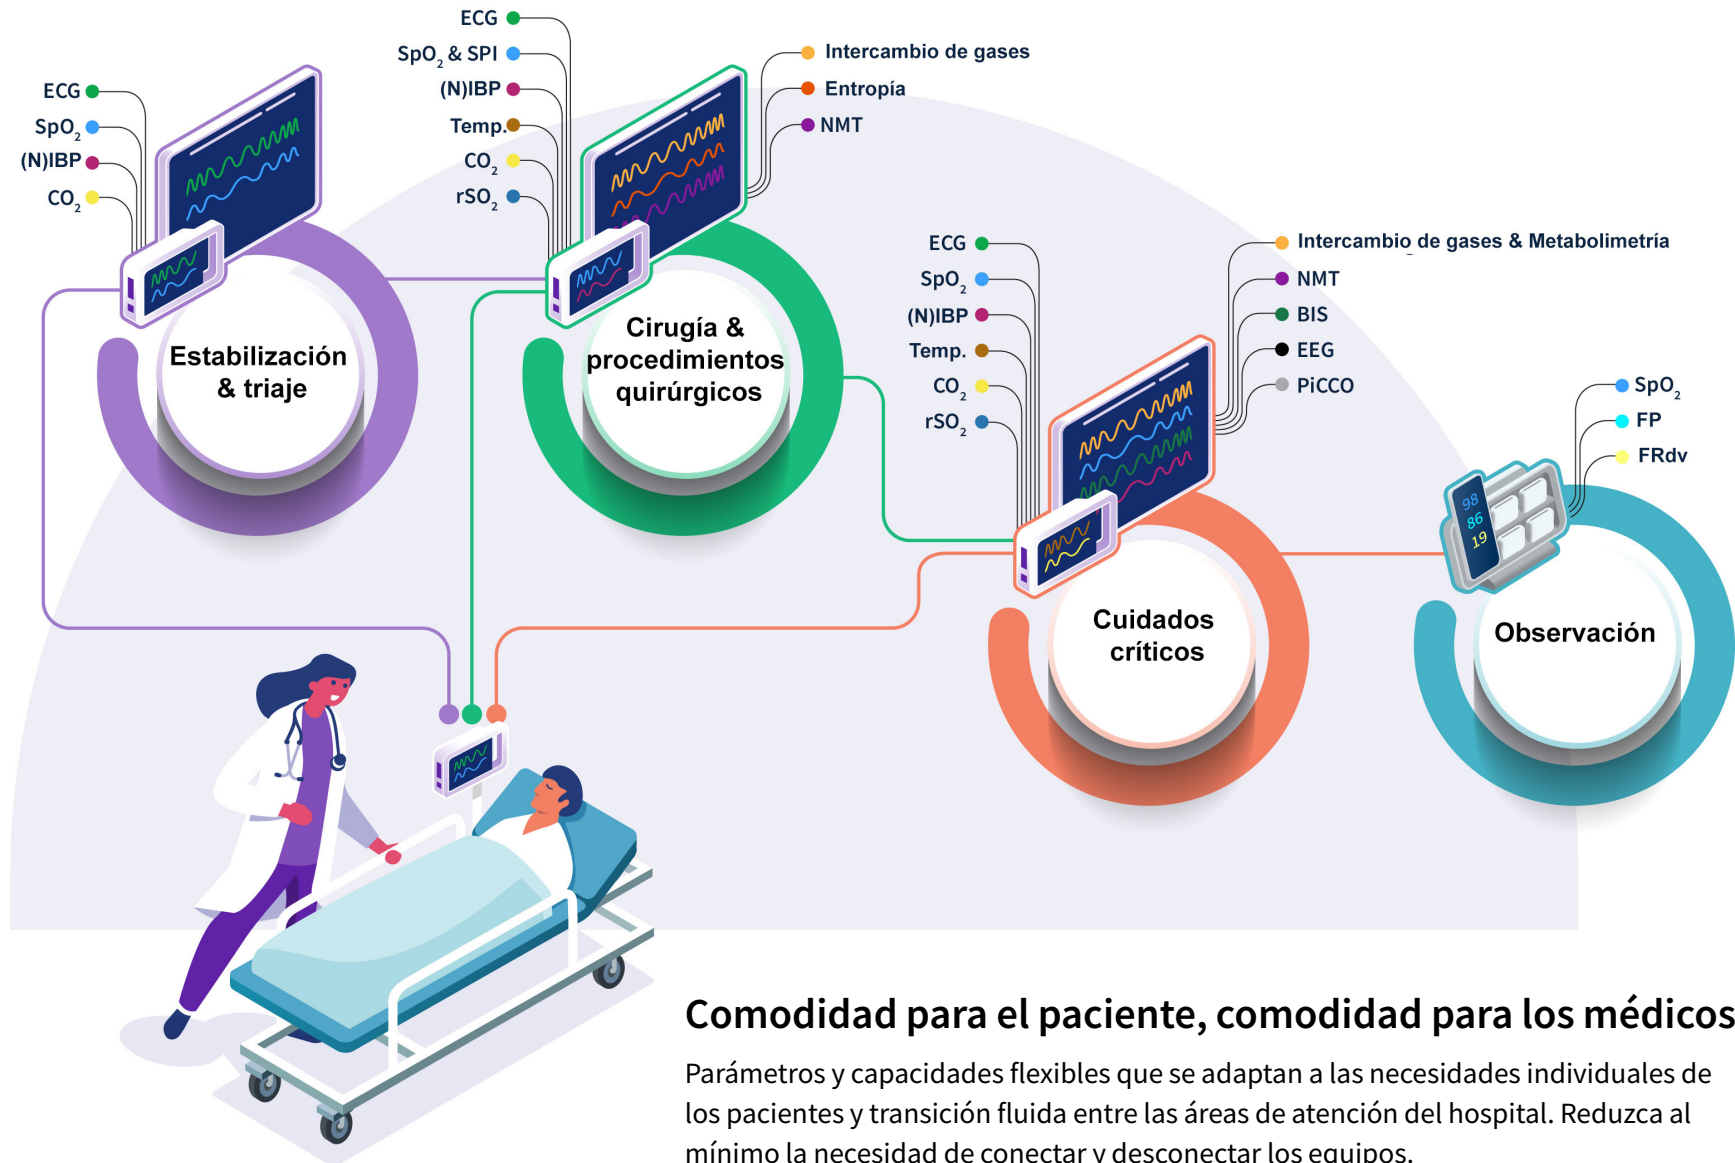 ECG
SpO₂
(N)IBP
CO₂
ECG
SpO₂ & SPI
(N)IBP
Temp.
CO₂
rSO₂
Intercambio de gases
Entropía
NMT
Estabilización
& triaje
Cirugía &
procedimientos
quirúrgicos
ECG
SpO₂
(N)IBP
Temp.
CO₂
rSO₂
Intercambio de gases & Metabolimetría
NMT
BIS
EEG
PiCCO
Cuidados
críticos
SpO₂
FP
FRdv
98
86
19
Observación
Comodidad para el paciente, comodidad para los médicos
Parámetros y capacidades flexibles que se adaptan a las necesidades individuales de
los pacientes y transición fluida entre las áreas de atención del hospital. Reduzca al
mínimo la necesidad de conectar y desconectar los equipos.